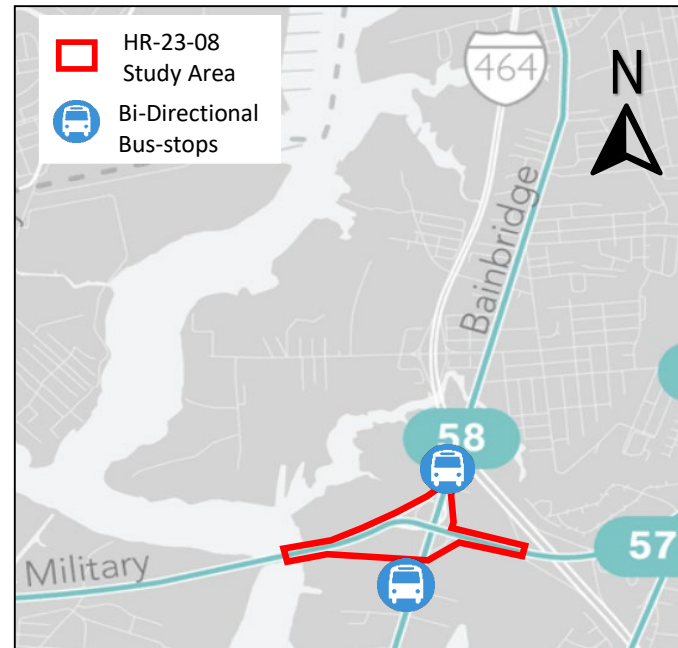 HR-23-08
Study Area
Bi-Directional
Bus-stops
464
N
Bainbridge
58
57
Military